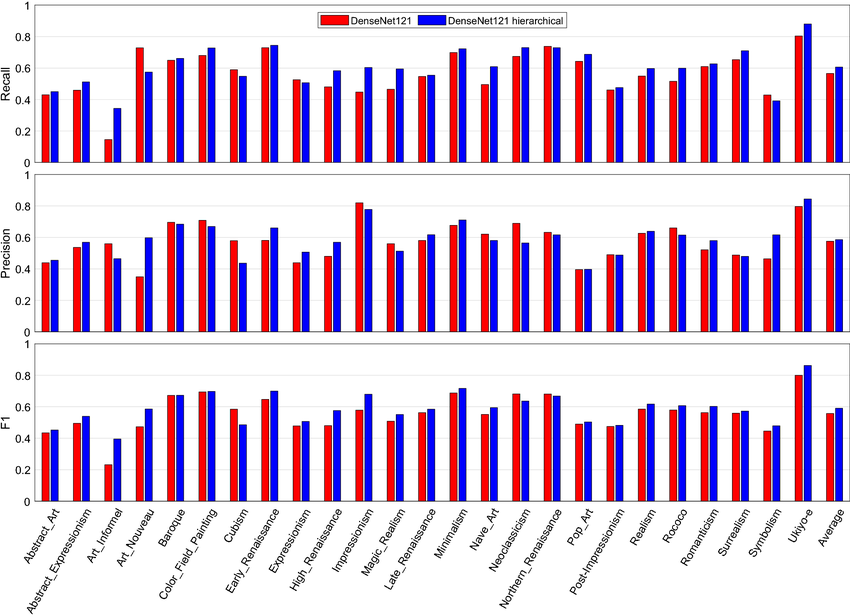 DenseNet121 DenseNet121 hierarchical
1
0.8
0.6
0.4
0.2
0
Recall
1
0.8
0.6
0.4
0.2
0
Precision
1
0.8
0.6
0.4
0.2
0
F1
Abstract_Art
Abstract_Expressionism
Art_Informel
Art_Nouveau
Baroque
Color_Field_Painting
Cubism
Early_Renaissance
Expressionism
High_Renaissance
Impressionism
Magic_Realism
Late_Renaissance
Minimalism
Nave_Art
Neoclassicism
Northern_Renaissance
Pop_Art
Post-Impressionism
Realism
Rococo
Romanticism
Surrealism
Symbolism
Ukiyo-e
Average